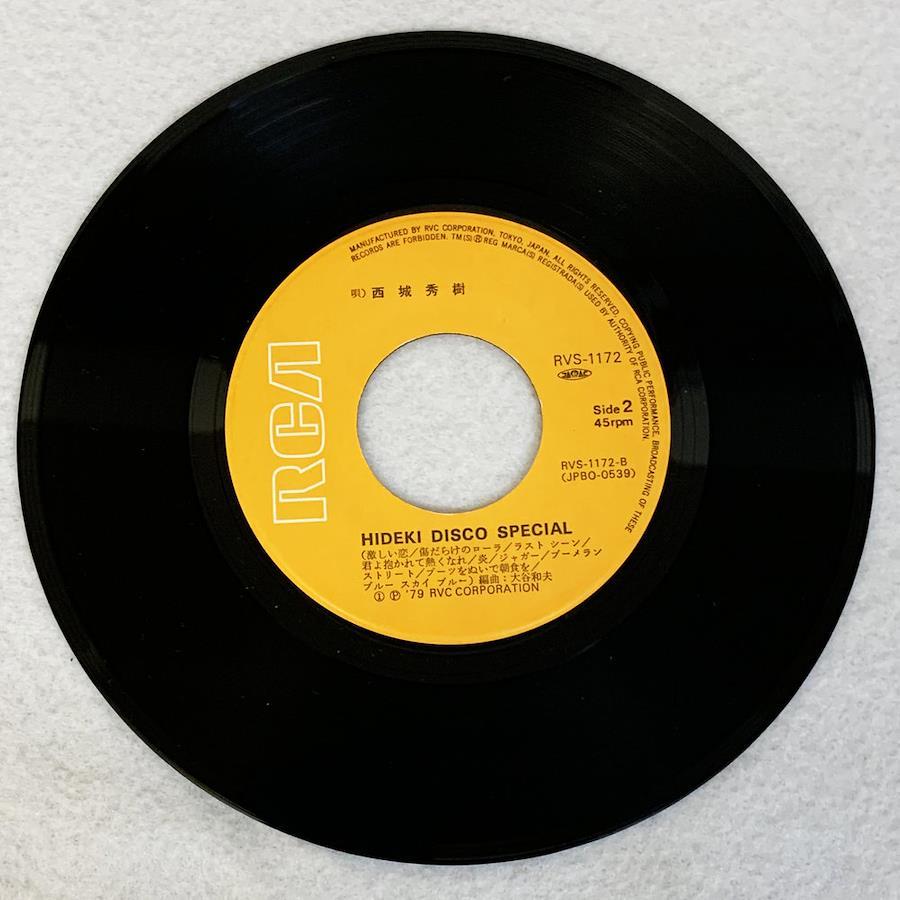 MANUFACTURED BY RVC CORPORATION, TOKYO, JAPAN. ALL RIGHTS RESERVED. COPYING PUBLIC PERFORMANCE, BROADCASTING OF THESE
RECORDS ARE FORBIDDEN. TM(S)®REG MARCA(S) REGISTRADA(S) USED BY AUTHORITY OF RCA CORPORATION.
唄)西城秀樹
RCA
RVS-1172
JASRAC
Side 2
45rpm
RVS-1172-B
(JPBO-0539)
HIDEKI DISCO SPECIAL
(激しい恋/傷だらけのローラ/ラスト シーン/
君よ抱かれて熱くなれ/炎/ジャガー/ブーメラン
ストリート/ブーツをぬいで朝食を/
ブルー スカイ ブルー)編曲:大谷和夫
① Ⓟ '79 RVC CORPORATION